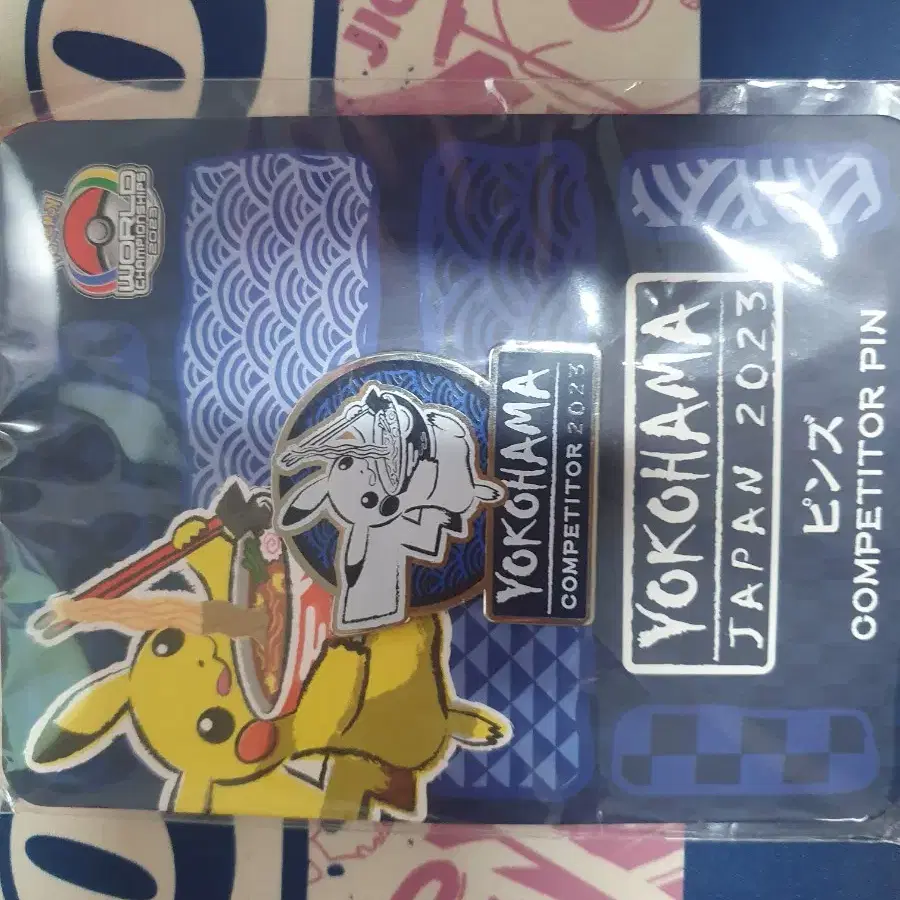 WORLD
CHAMPIONSHIPS
2023
YOKOHAMA
COMPETITOR 2023
YOKOHAMA
JAPAN 2023
ピンズ
COMPETITOR PIN